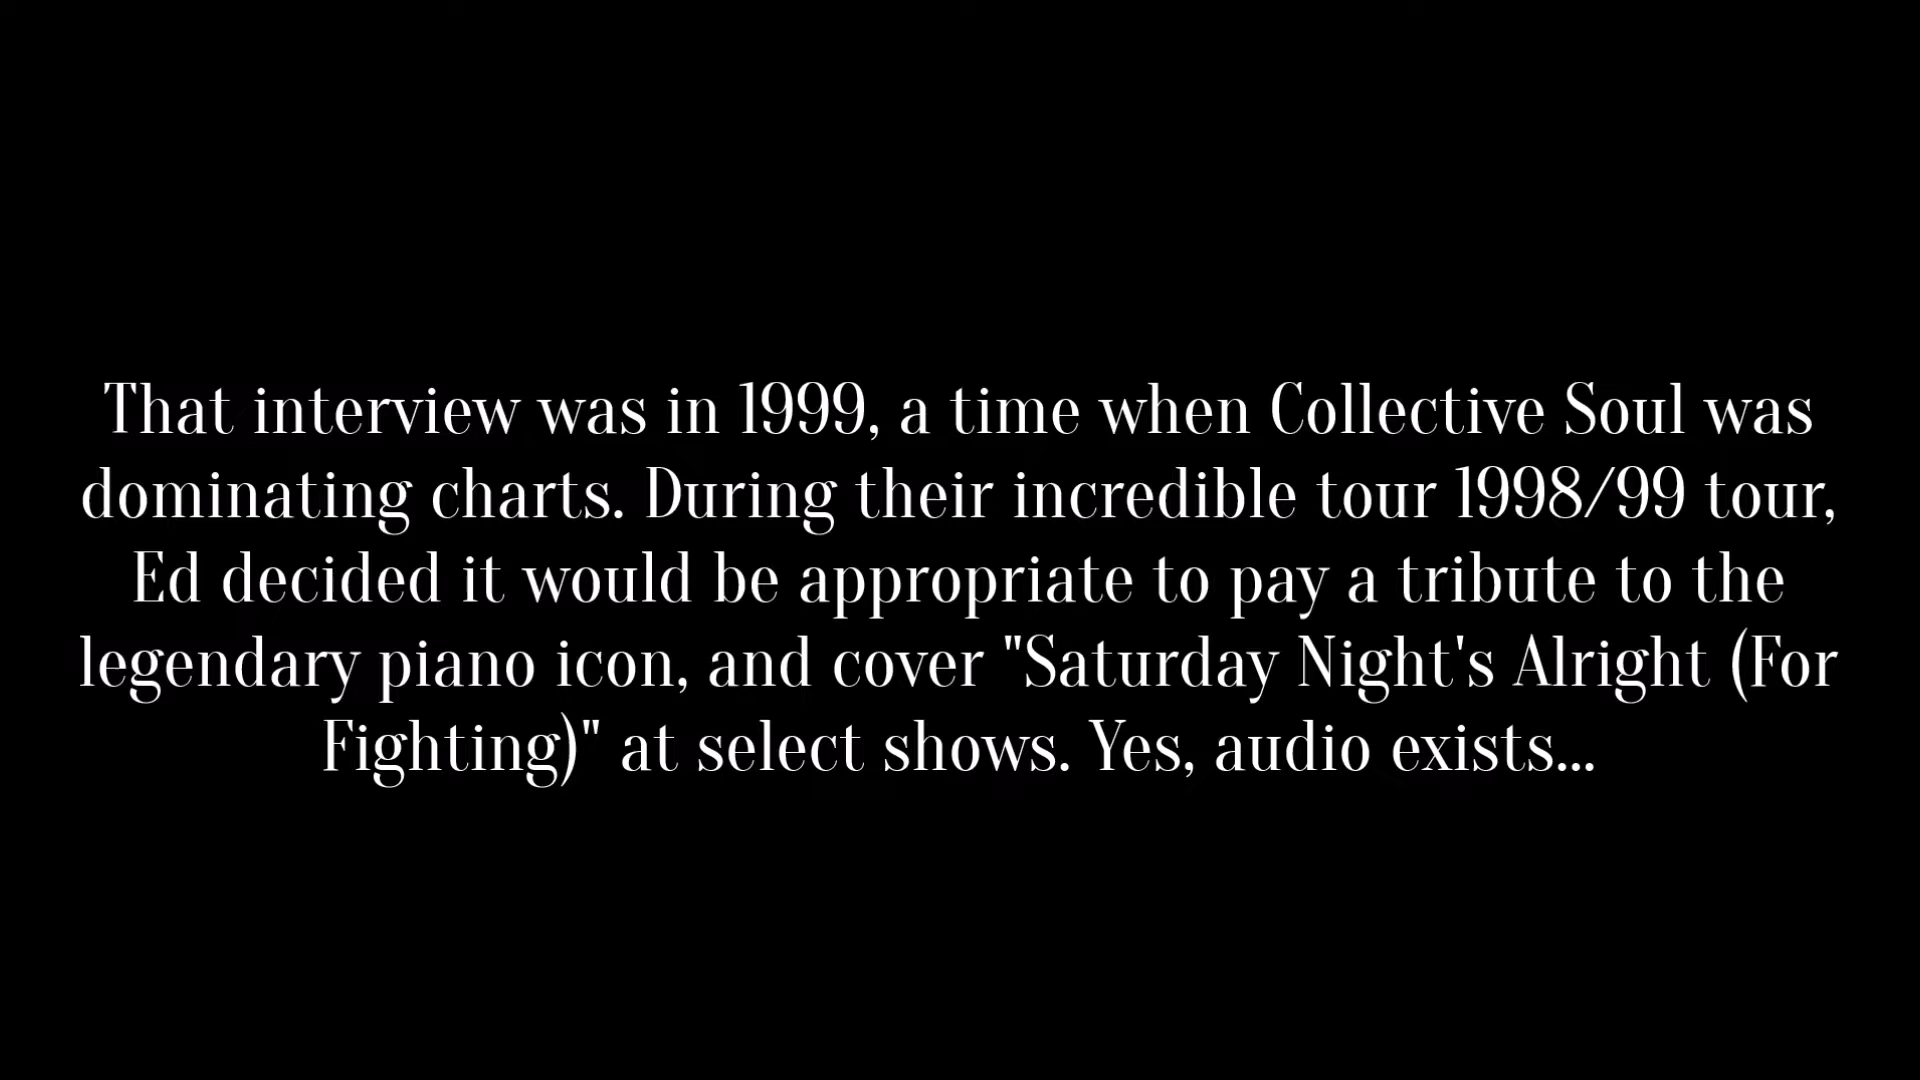 That interview was in 1999, a time when Collective Soul was
dominating charts. During their incredible tour 1998/99 tour,
Ed decided it would be appropriate to pay a tribute to the
legendary piano icon, and cover "Saturday Night's Alright (For
Fighting)" at select shows. Yes, audio exists...